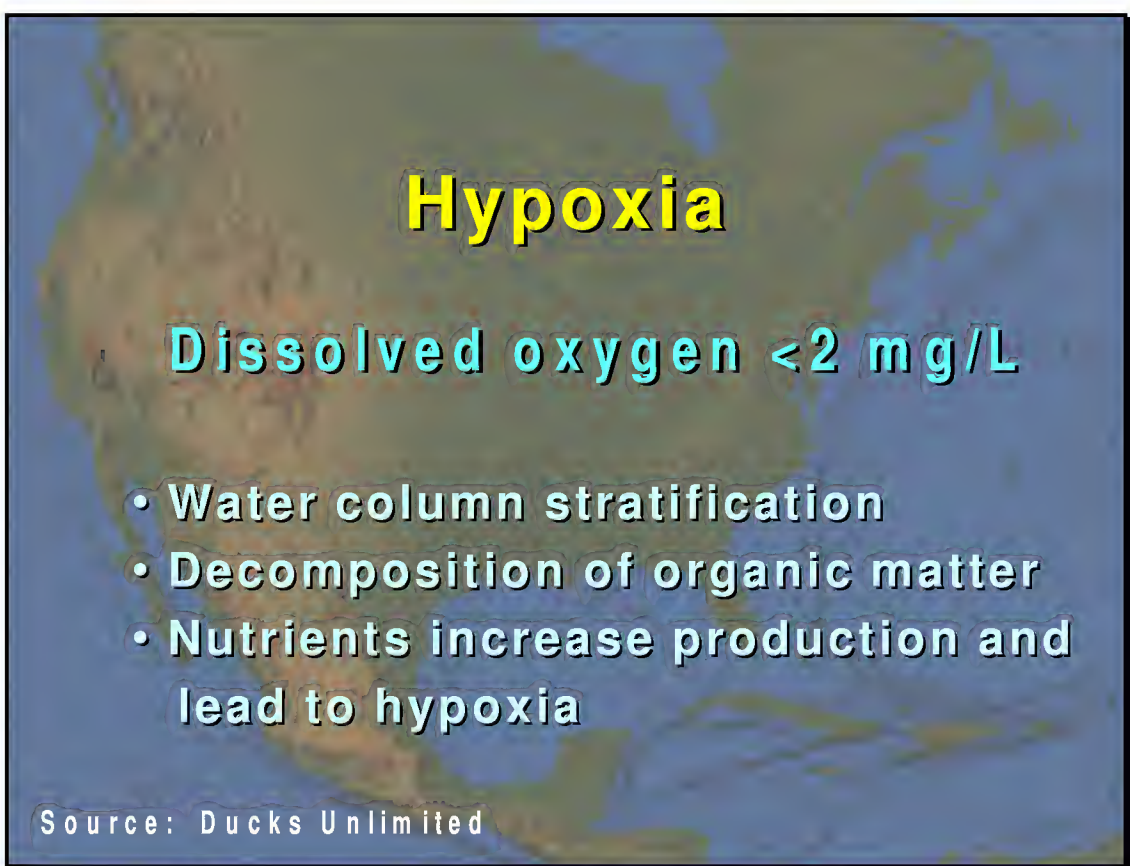 Hypoxia
Dissolved oxygen <2 mg/L
• Water column stratification
• Decomposition of organic matter
• Nutrients increase production and
lead to hypoxia
Source: Ducks Unlimited